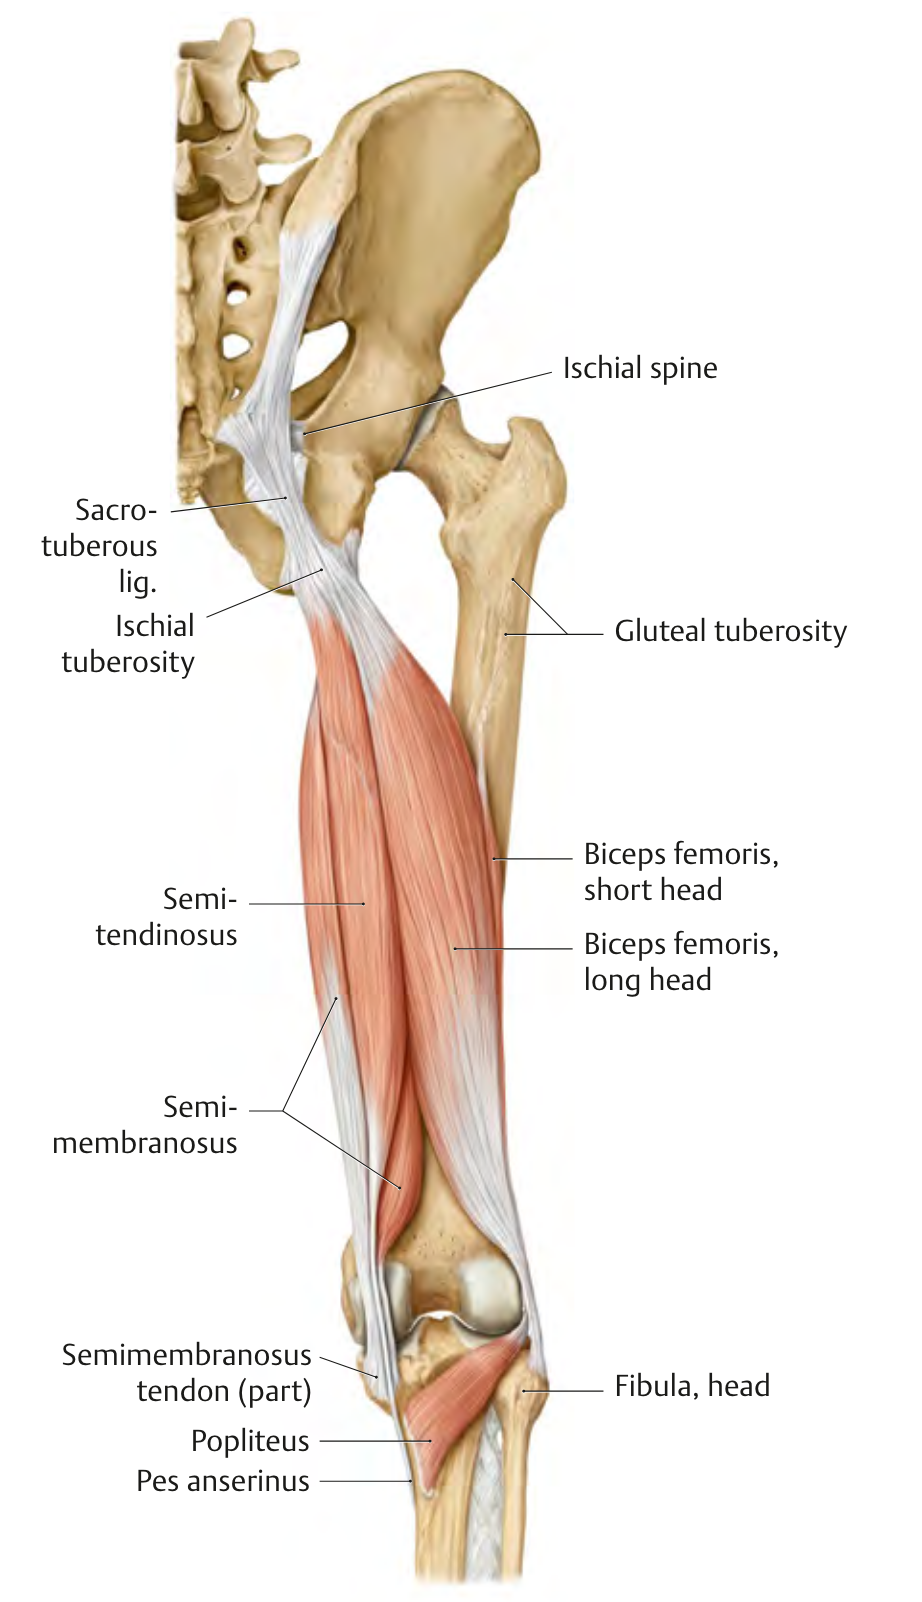 Ischial spine
Sacro-
tuberous
lig.
Ischial
tuberosity
Gluteal tuberosity
Biceps femoris,
short head
Semi-
tendinosus
Biceps femoris,
long head
Semi-
membranosus
Semimembranosus
tendon (part)
Fibula, head
Popliteus
Pes anserinus